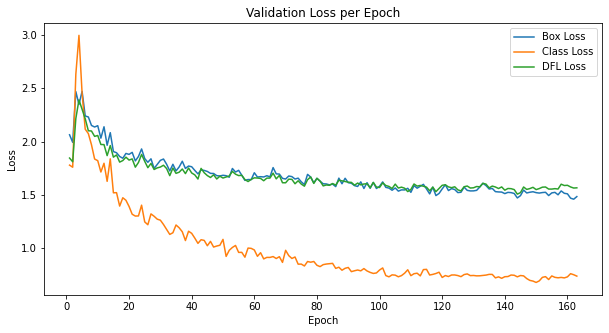 Validation Loss per Epoch
Box Loss
Class Loss
DFL Loss
3.0
2.5
2.0
1.5
1.0
Loss
0 20 40 60 80 100 120 140 160
Epoch